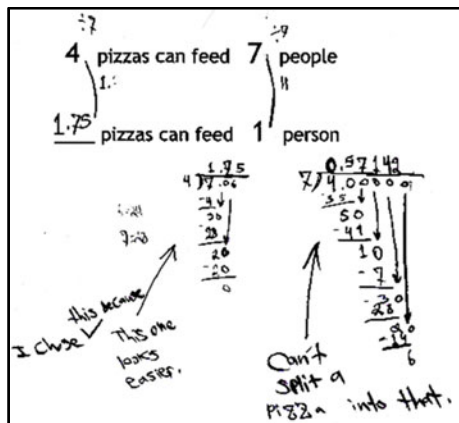 ÷7 ÷7
4 pizzas can feed 7 people
1.75 pizzas can feed 1 person
1.75
4)7.00
-4
30
-28
20
-20
0
0.57142
7)4.00000
35
50
-49
10
-7
30
28
20
-14
6
I chose this because
This one
looks
easier.
Can't
split a
pizza into that.